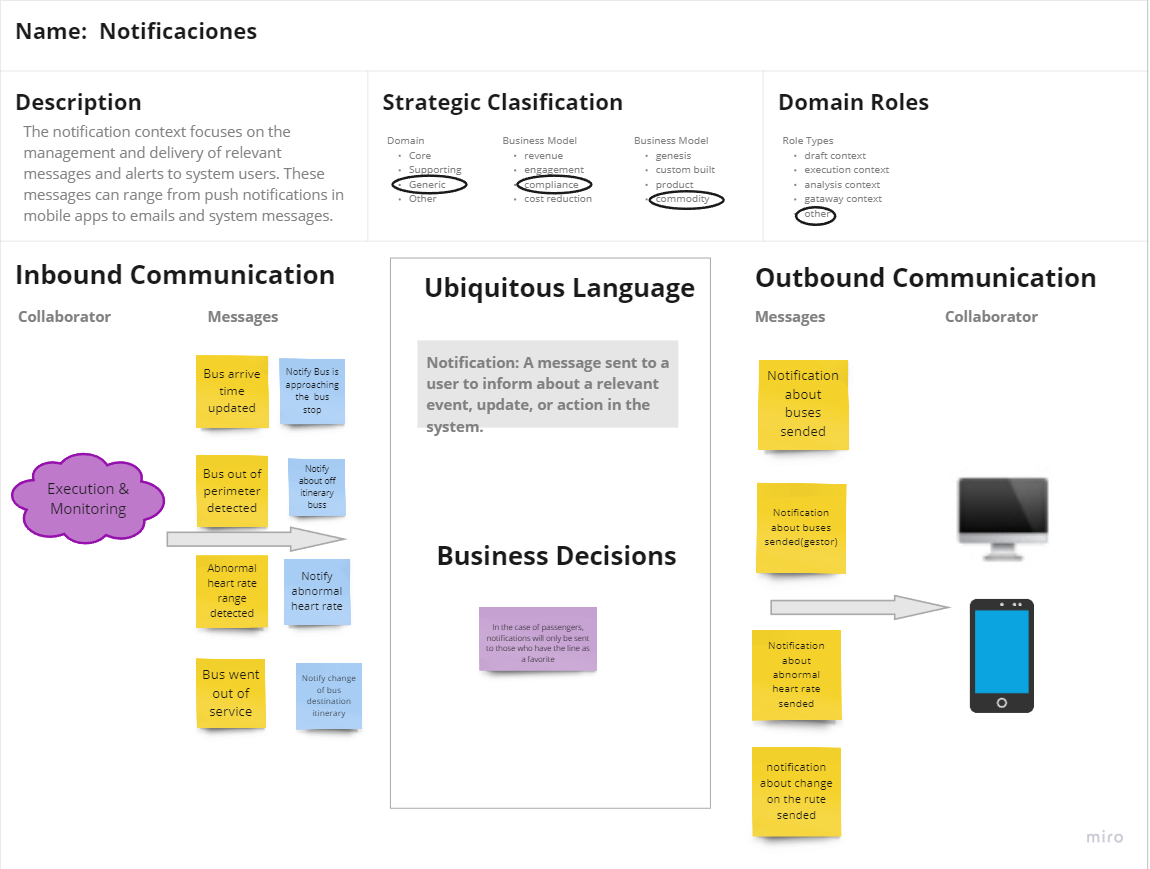 Name:  Notificaciones
Description
The notification context focuses on the
management and delivery of relevant
messages and alerts to system users. These
messages can range from push notifications in
mobile apps to emails and system messages.
Strategic Clasification
Domain
• Core
• Supporting
• Generic
• Other
Business Model
• revenue
• engagement
• compliance
• cost reduction
Business Model
• genesis
• custom built
• product
• commodity
Domain Roles
Role Types
• draft context
• execution context
• analysis context
• gataway context
• other
Inbound Communication
Collaborator
Messages
Execution &
Monitoring
Bus arrive
time
updated
Notify Bus is
approaching
the bus
stop
Bus out of
perimeter
detected
Notify
about off
itinerary
buss
Abnormal
heart rate
range
detected
Notify
abnormal
heart rate
Bus went
out of
service
Notify change
of bus
destination
itinerary
Ubiquitous Language
Notification: A message sent to a
user to inform about a relevant
event, update, or action in the
system.
Business Decisions
In the case of passengers,
notifications will only be sent
to those who have the line as
a favorite
Outbound Communication
Messages
Collaborator
Notification
about
buses
sended
Notification
about buses
sended(gestor)
Notification
about
abnormal
heart rate
sended
notification
about change
on the rute
sended
miro